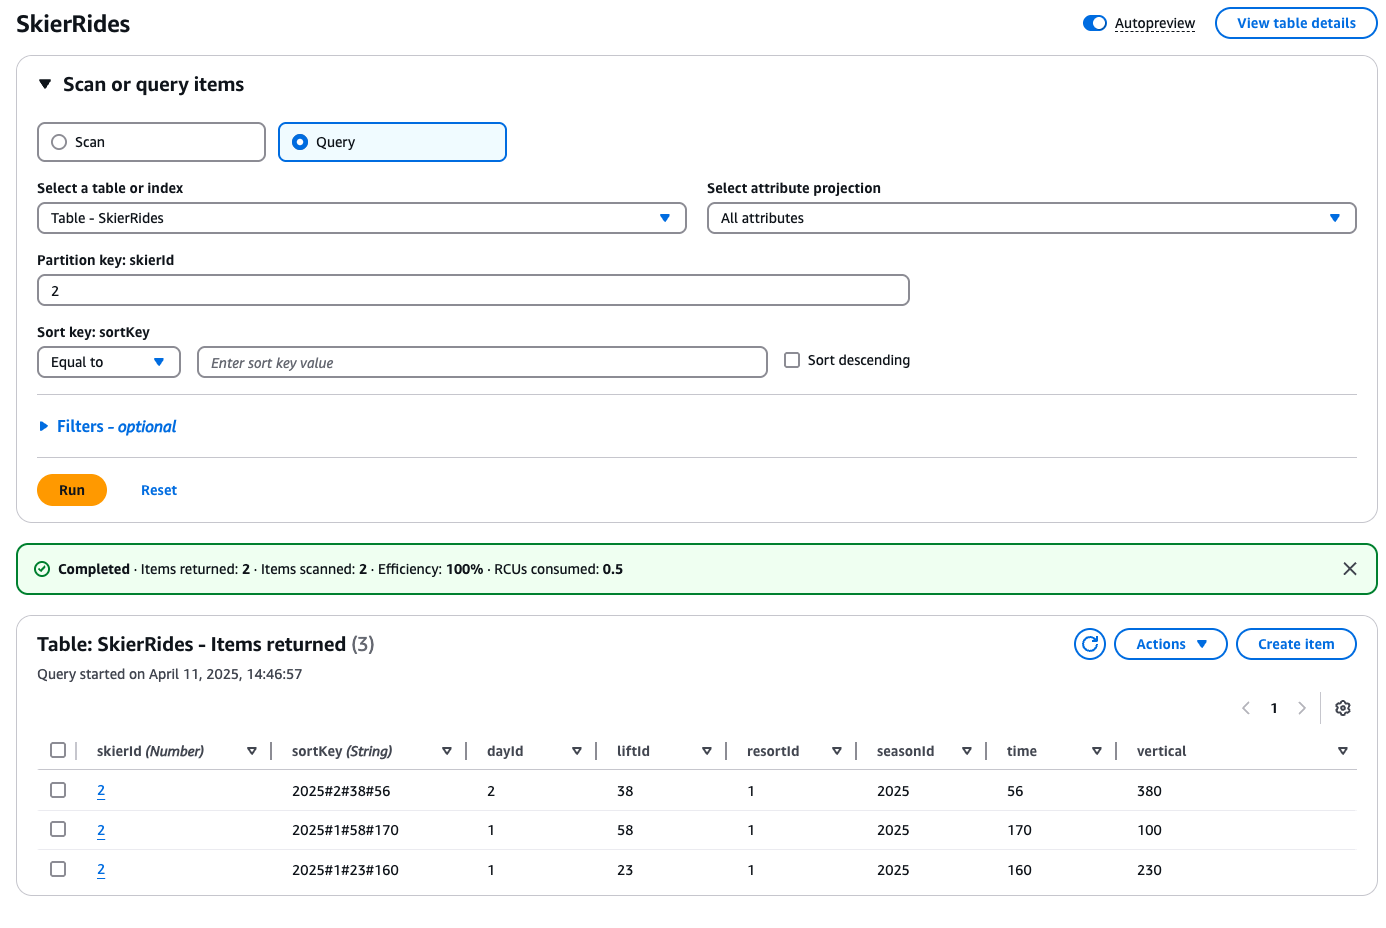 SkierRides
Autopreview
View table details
Scan or query items
Scan
Query
Select a table or index
Select attribute projection
Table - SkierRides
All attributes
Partition key: skierId
2
Sort key: sortKey
Equal to
Enter sort key value
Sort descending
Filters - optional
Run
Reset
Completed · Items returned: 2 · Items scanned: 2 · Efficiency: 100% · RCUs consumed: 0.5
Table: SkierRides - Items returned (3)
Actions
Create item
Query started on April 11, 2025, 14:46:57
1
skierId (Number) sortKey (String) dayId liftId resortId seasonId time vertical
2 2025#2#38#56 2 38 1 2025 56 380
2 2025#1#58#170 1 58 1 2025 170 100
2 2025#1#23#160 1 23 1 2025 160 230